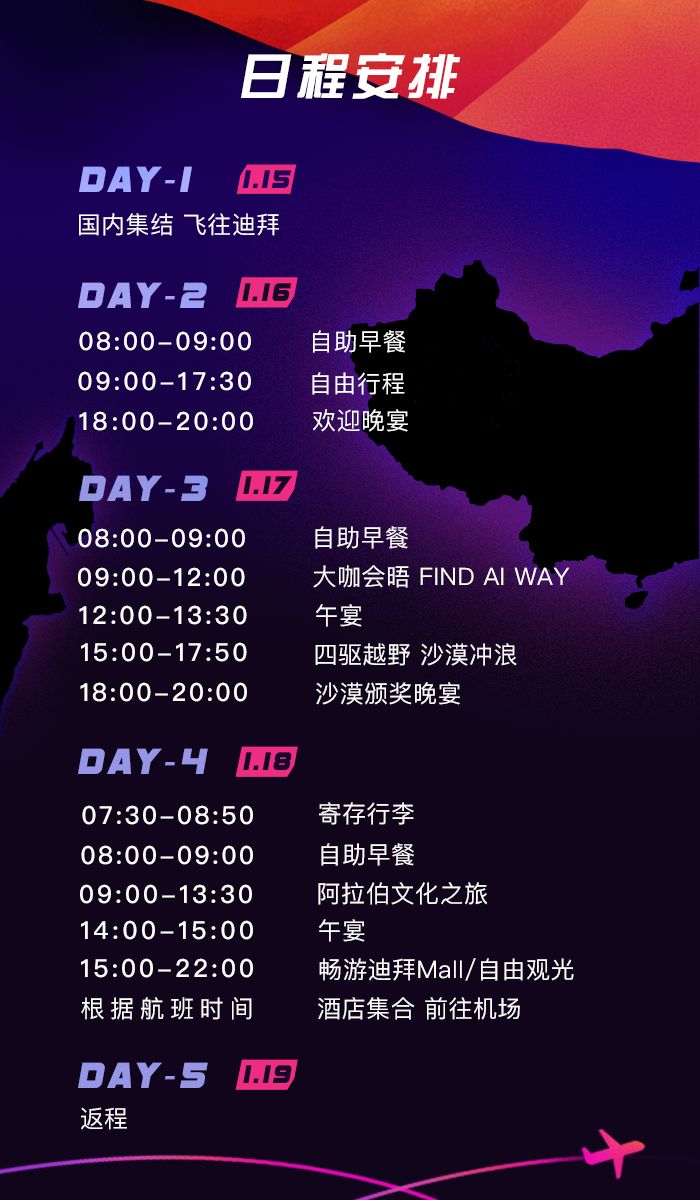 日程安排
DAY-1 1.15
国内集结 飞往迪拜
DAY-2 1.16
08:00-09:00 自助早餐
09:00-17:30 自由行程
18:00-20:00 欢迎晚宴
DAY-3 1.17
08:00-09:00 自助早餐
09:00-12:00 大咖会晤 FIND AI WAY
12:00-13:30 午宴
15:00-17:50 四驱越野 沙漠冲浪
18:00-20:00 沙漠颁奖晚宴
DAY-4 1.18
07:30-08:50 寄存行李
08:00-09:00 自助早餐
09:00-13:30 阿拉伯文化之旅
14:00-15:00 午宴
15:00-22:00 畅游迪拜Mall/自由观光
根据航班时间 酒店集合 前往机场
DAY-5 1.19
返程